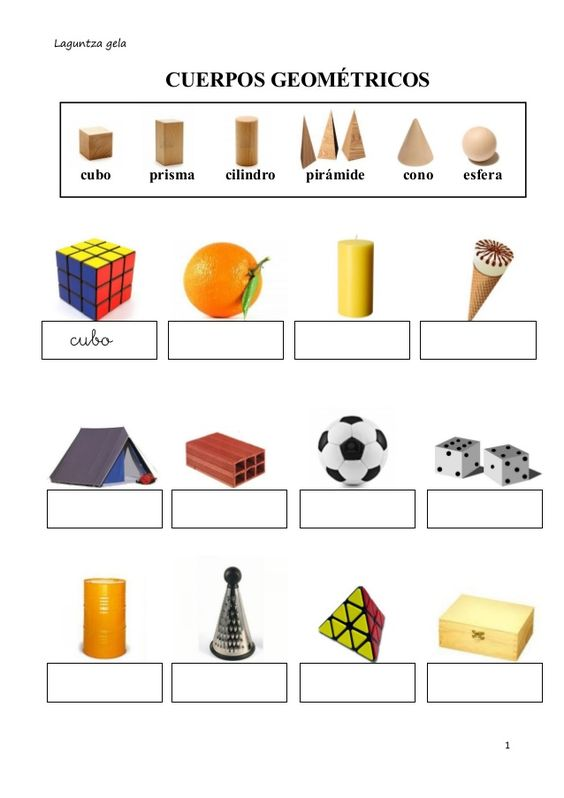 Laguntza gela
CUERPOS GEOMÉTRICOS
cubo prisma cilindro pirámide cono esfera
cubo
1